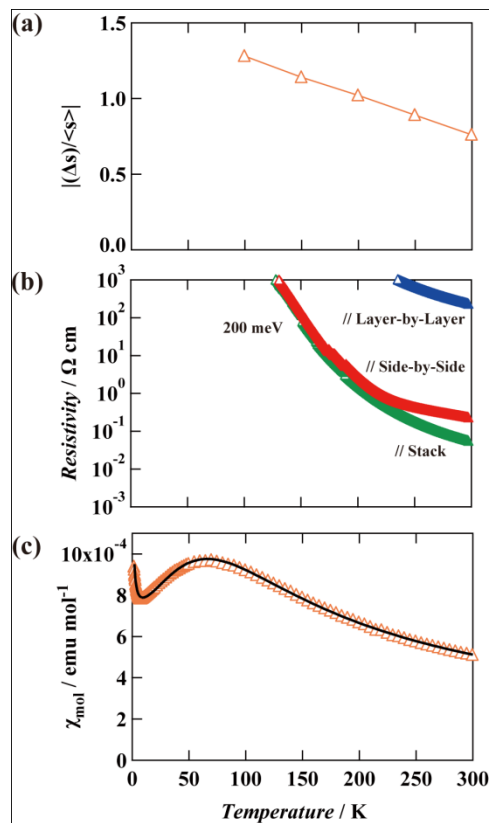 (a)
1.5
1.0
0.5
0.0
|(Δs)/<s>|
(b)
10³
10²
10¹
10⁰
10⁻¹
10⁻²
10⁻³
Resistivity / Ω cm
// Layer-by-Layer
200 meV
// Side-by-Side
// Stack
(c)
10x10⁻⁴
8
6
4
2
0
χmol / emu mol⁻¹
0 50 100 150 200 250 300
Temperature / K